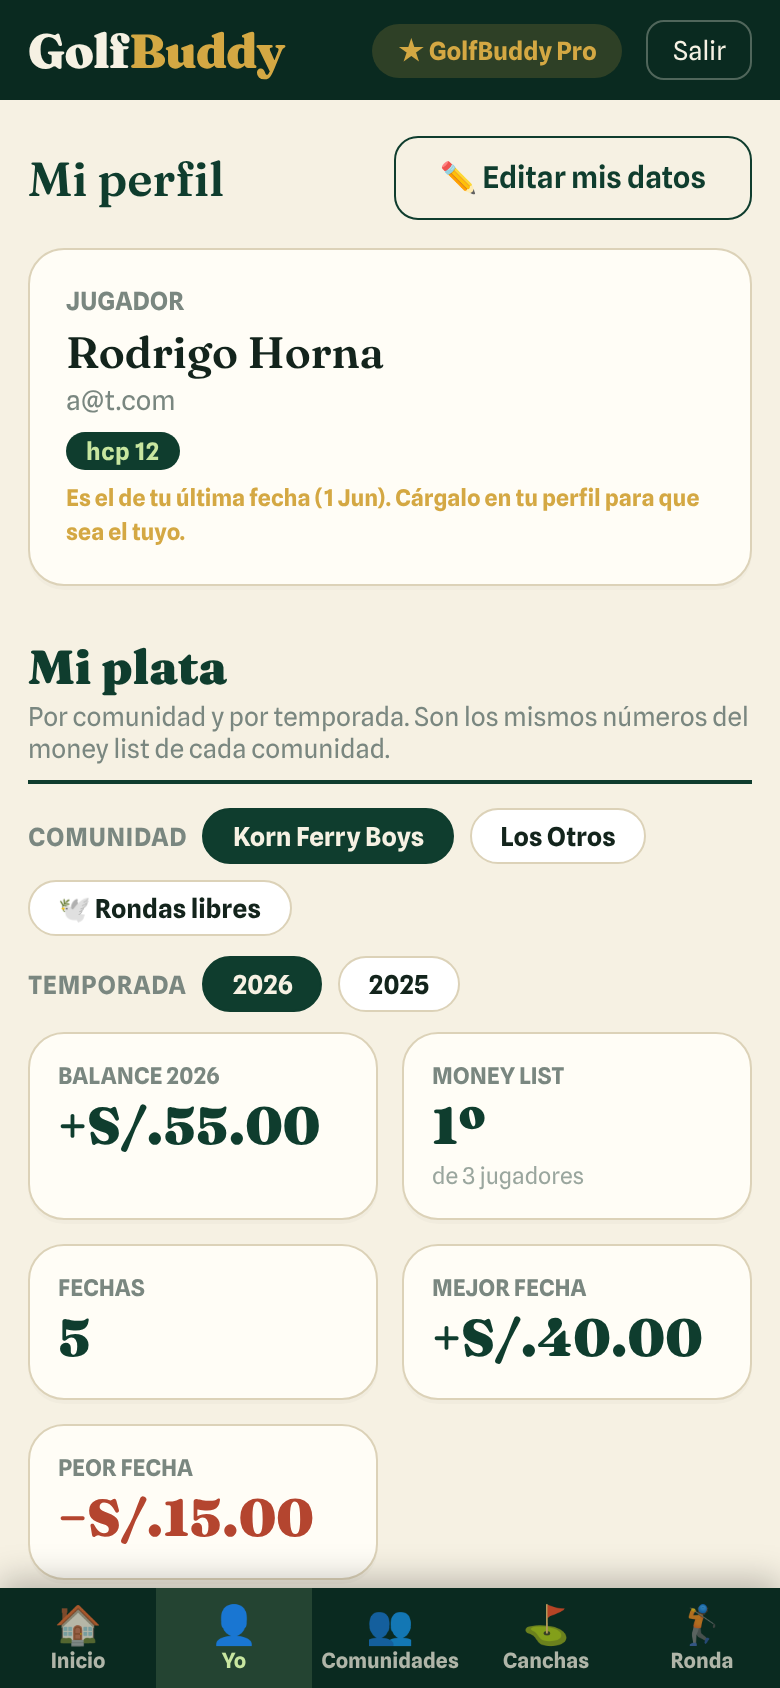 GolfBuddy
★ GolfBuddy Pro
Salir
Mi perfil
✏️ Editar mis datos
JUGADOR
Rodrigo Horna
a@t.com
hcp 12
Es el de tu última fecha (1 Jun). Cárgalo en tu perfil para que
sea el tuyo.
Mi plata
Por comunidad y por temporada. Son los mismos números del
money list de cada comunidad.
COMUNIDAD
Korn Ferry Boys
Los Otros
🕊️ Rondas libres
TEMPORADA
2026
2025
BALANCE 2026
+S/.55.00
MONEY LIST
1º
de 3 jugadores
FECHAS
5
MEJOR FECHA
+S/.40.00
PEOR FECHA
−S/.15.00
Inicio
Yo
Comunidades
Canchas
Ronda